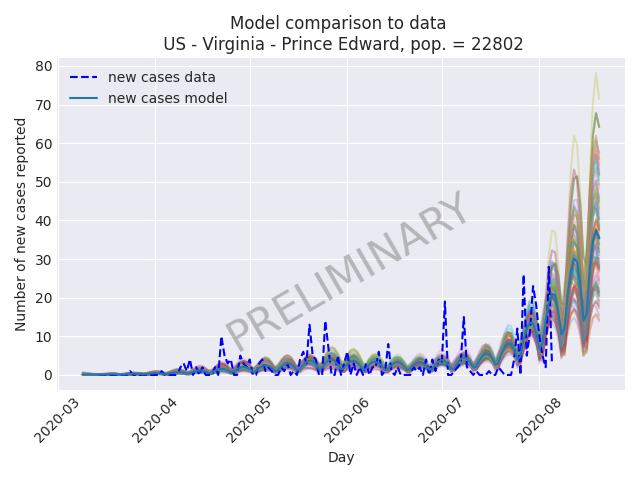 Model comparison to data
US - Virginia - Prince Edward, pop. = 22802
new cases data
new cases model
PRELIMINARY
Number of new cases reported
80
70
60
50
40
30
20
10
0
2020-03
2020-04
2020-05
2020-06
2020-07
2020-08
Day